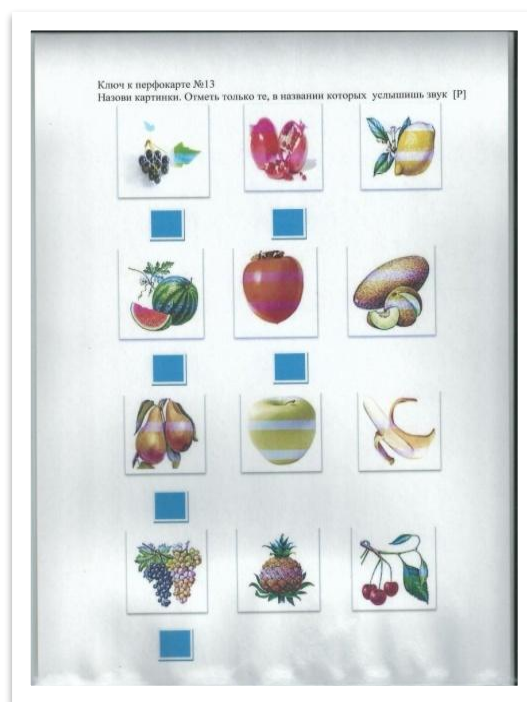 Ключ к перфокарте №13
Назови картинки. Отметь только те, в названии которых услышишь звук [Р]